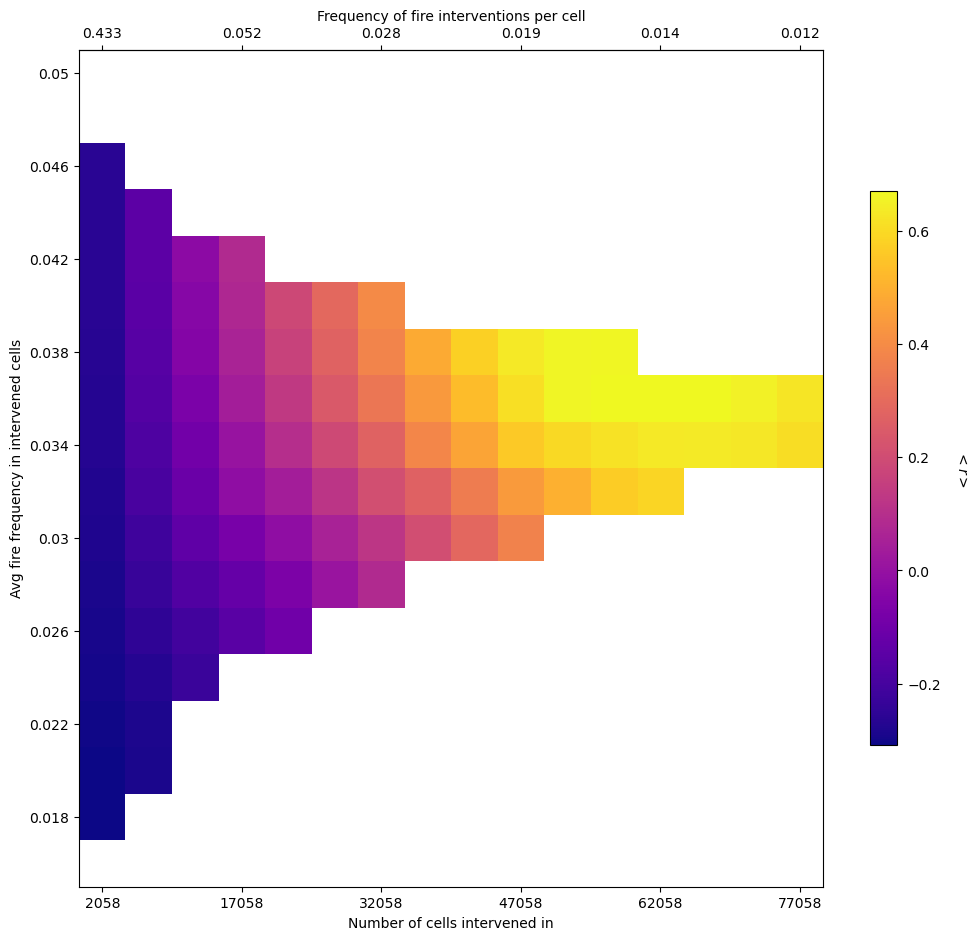 Frequency of fire interventions per cell
0.433 0.052 0.028 0.019 0.014 0.012
0.05
0.046
0.042
0.038
0.034
0.03
0.026
0.022
0.018
Avg fire frequency in intervened cells
2058 17058 32058 47058 62058 77058
Number of cells intervened in
0.6
0.4
0.2
0.0
−0.2
< r >